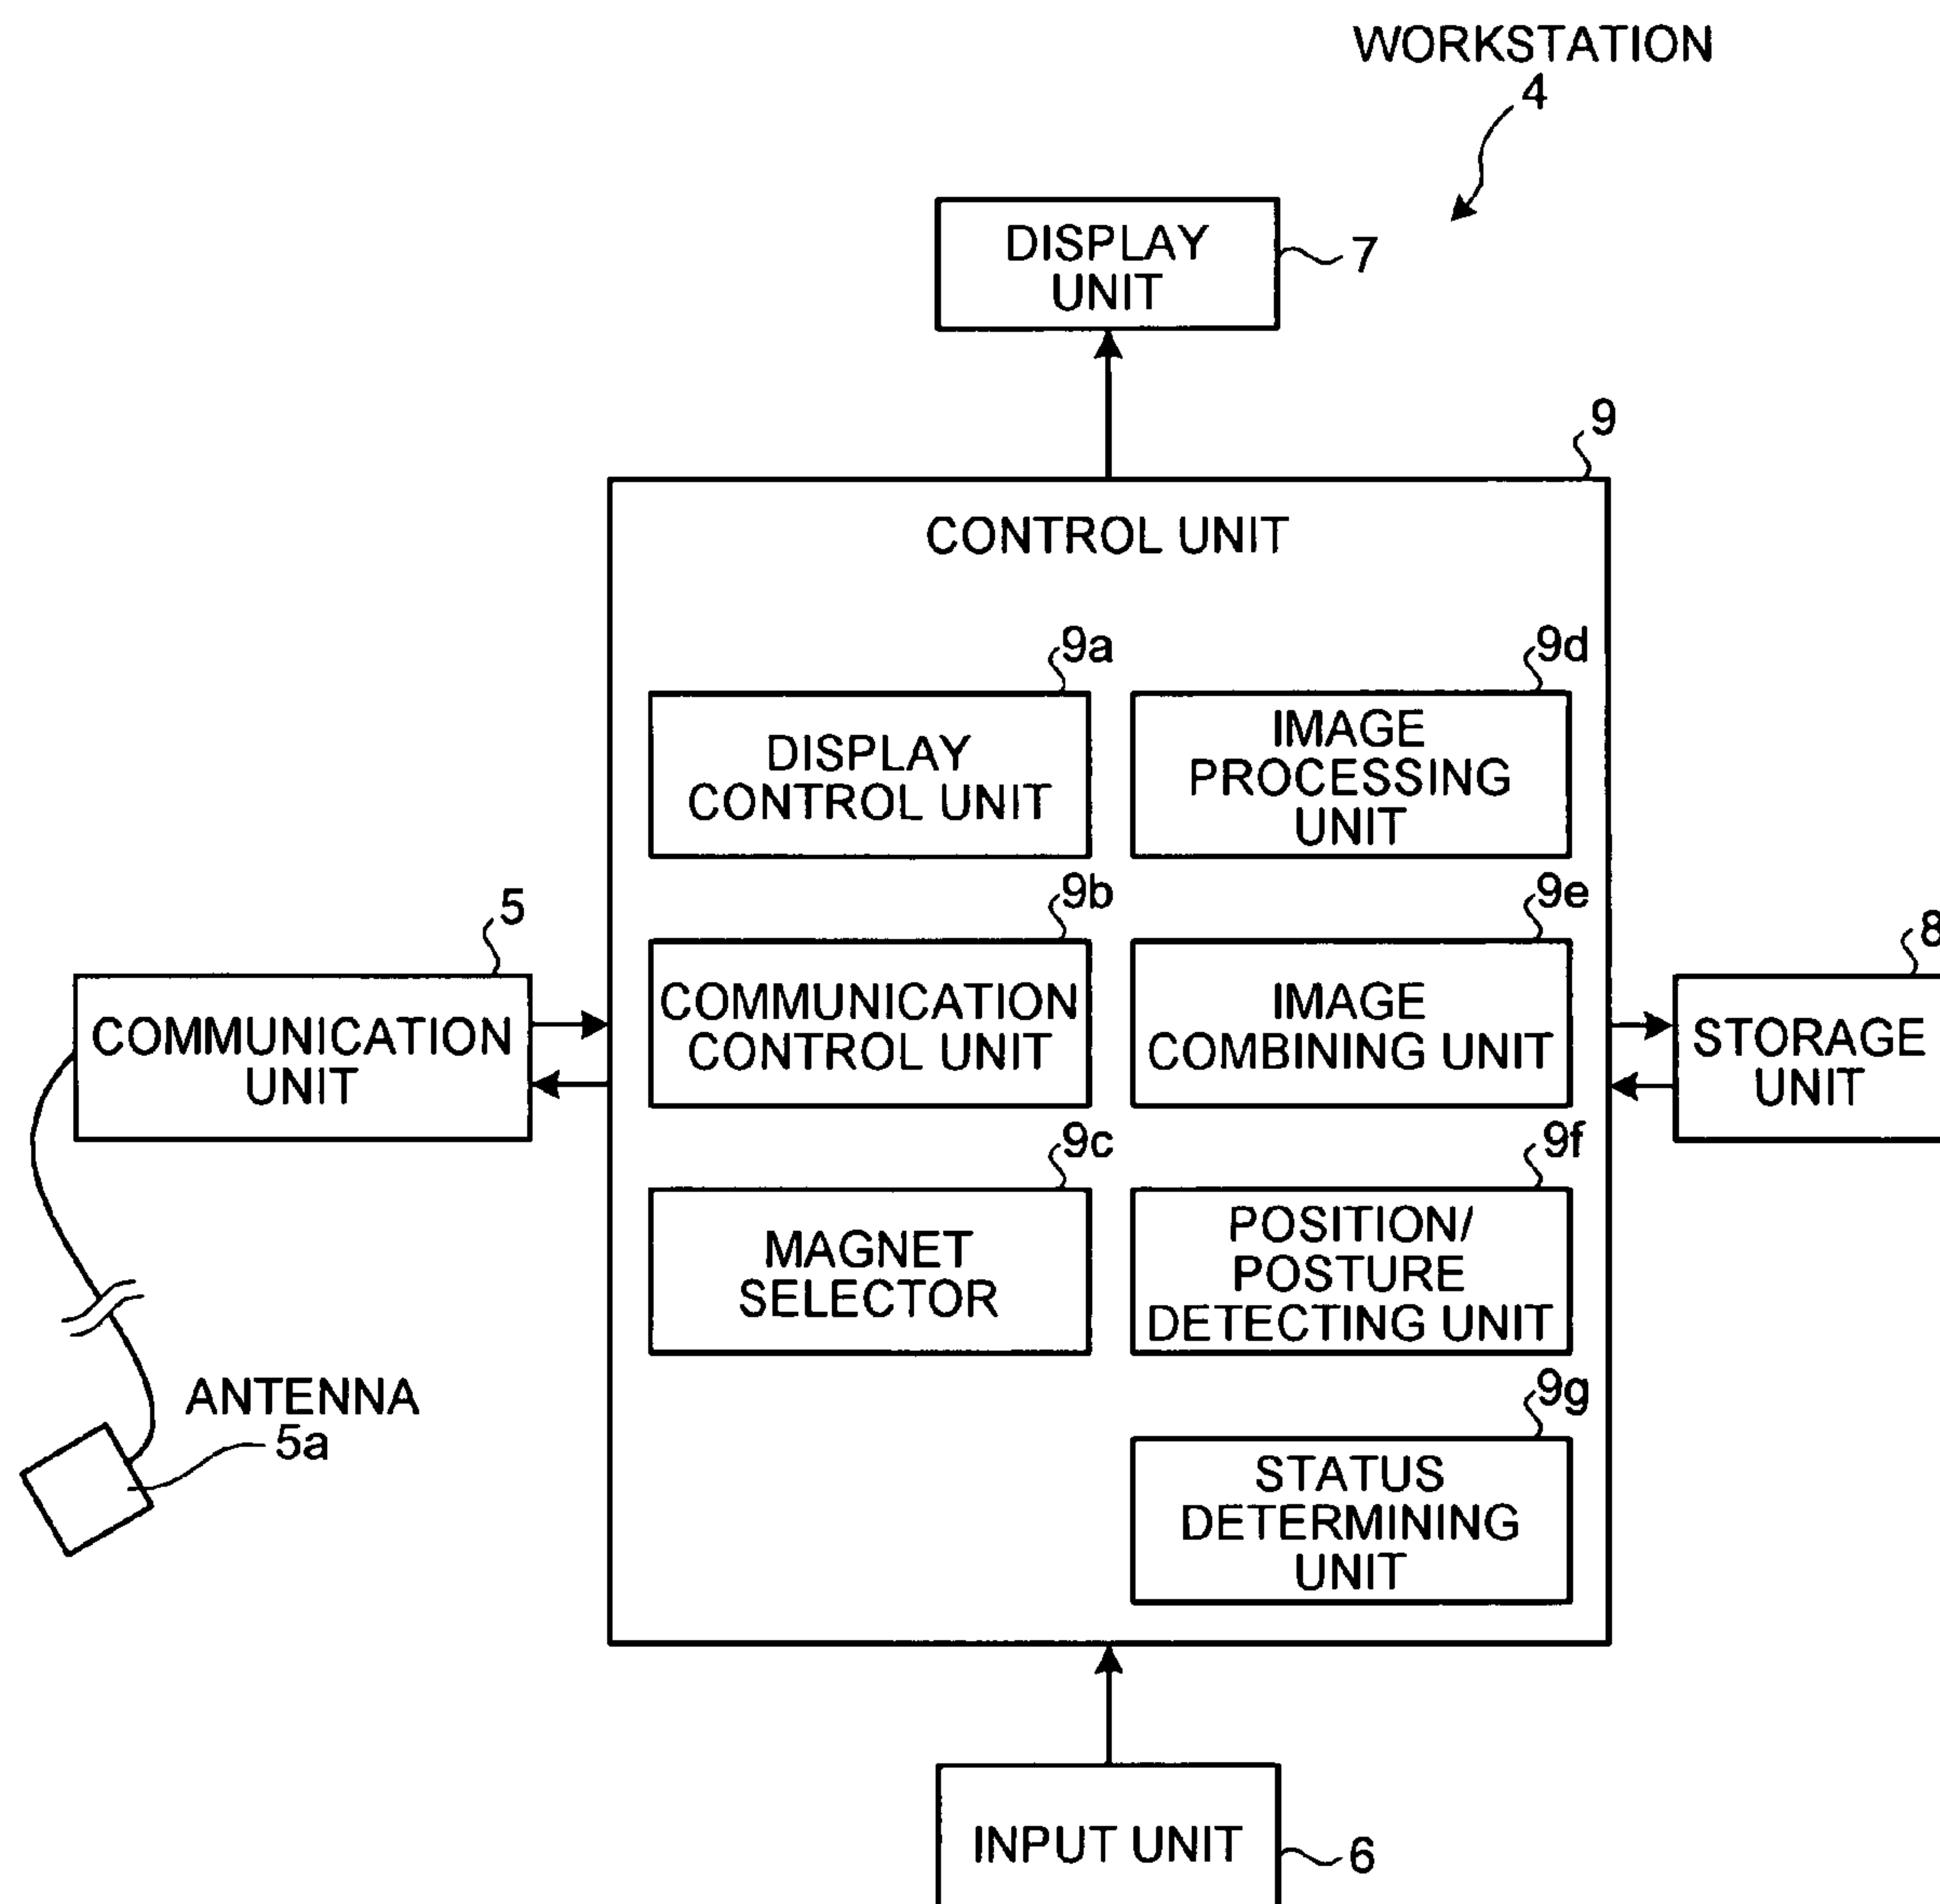 WORKSTATION
4
DISPLAY
UNIT
7
9
CONTROL UNIT
9a
DISPLAY
CONTROL UNIT
9d
IMAGE
PROCESSING
UNIT
5
COMMUNICATION
UNIT
9b
COMMUNICATION
CONTROL UNIT
9e
IMAGE
COMBINING UNIT
8
STORAGE
UNIT
9c
MAGNET
SELECTOR
9f
POSITION/
POSTURE
DETECTING UNIT
ANTENNA
5a
9g
STATUS
DETERMINING
UNIT
INPUT UNIT
6